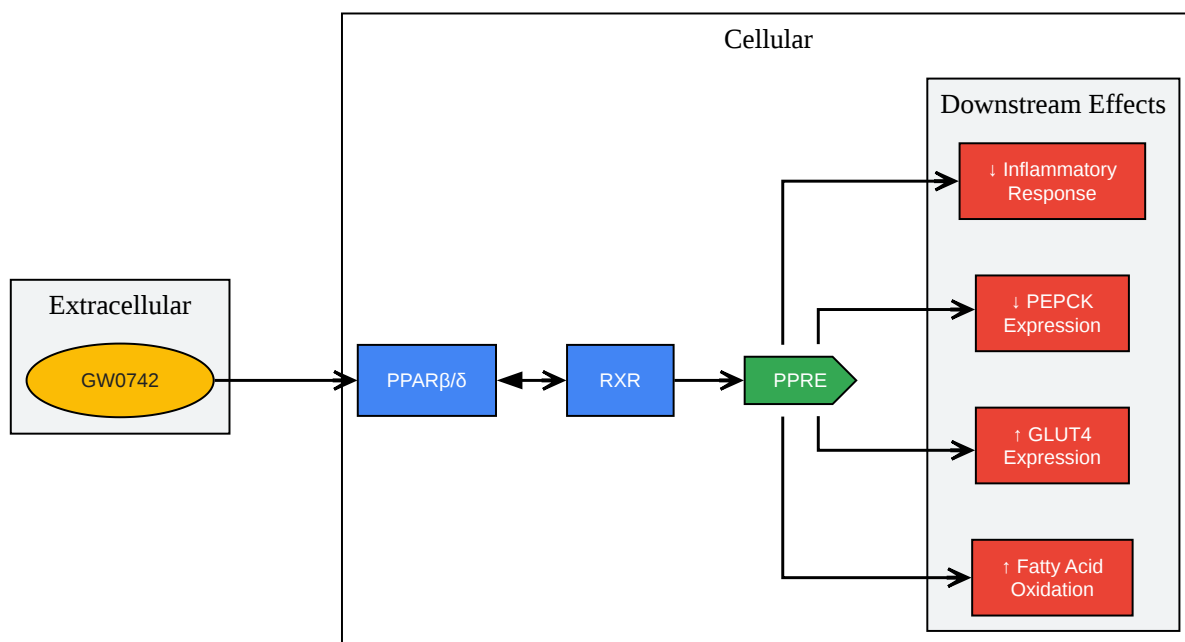 Cellular
Downstream Effects
↓ Inflammatory
Response
↓ PEPCK
Expression
Extracellular
GW0742
PPARβ/δ
RXR
PPRE
↑ GLUT4
Expression
↑ Fatty Acid
Oxidation